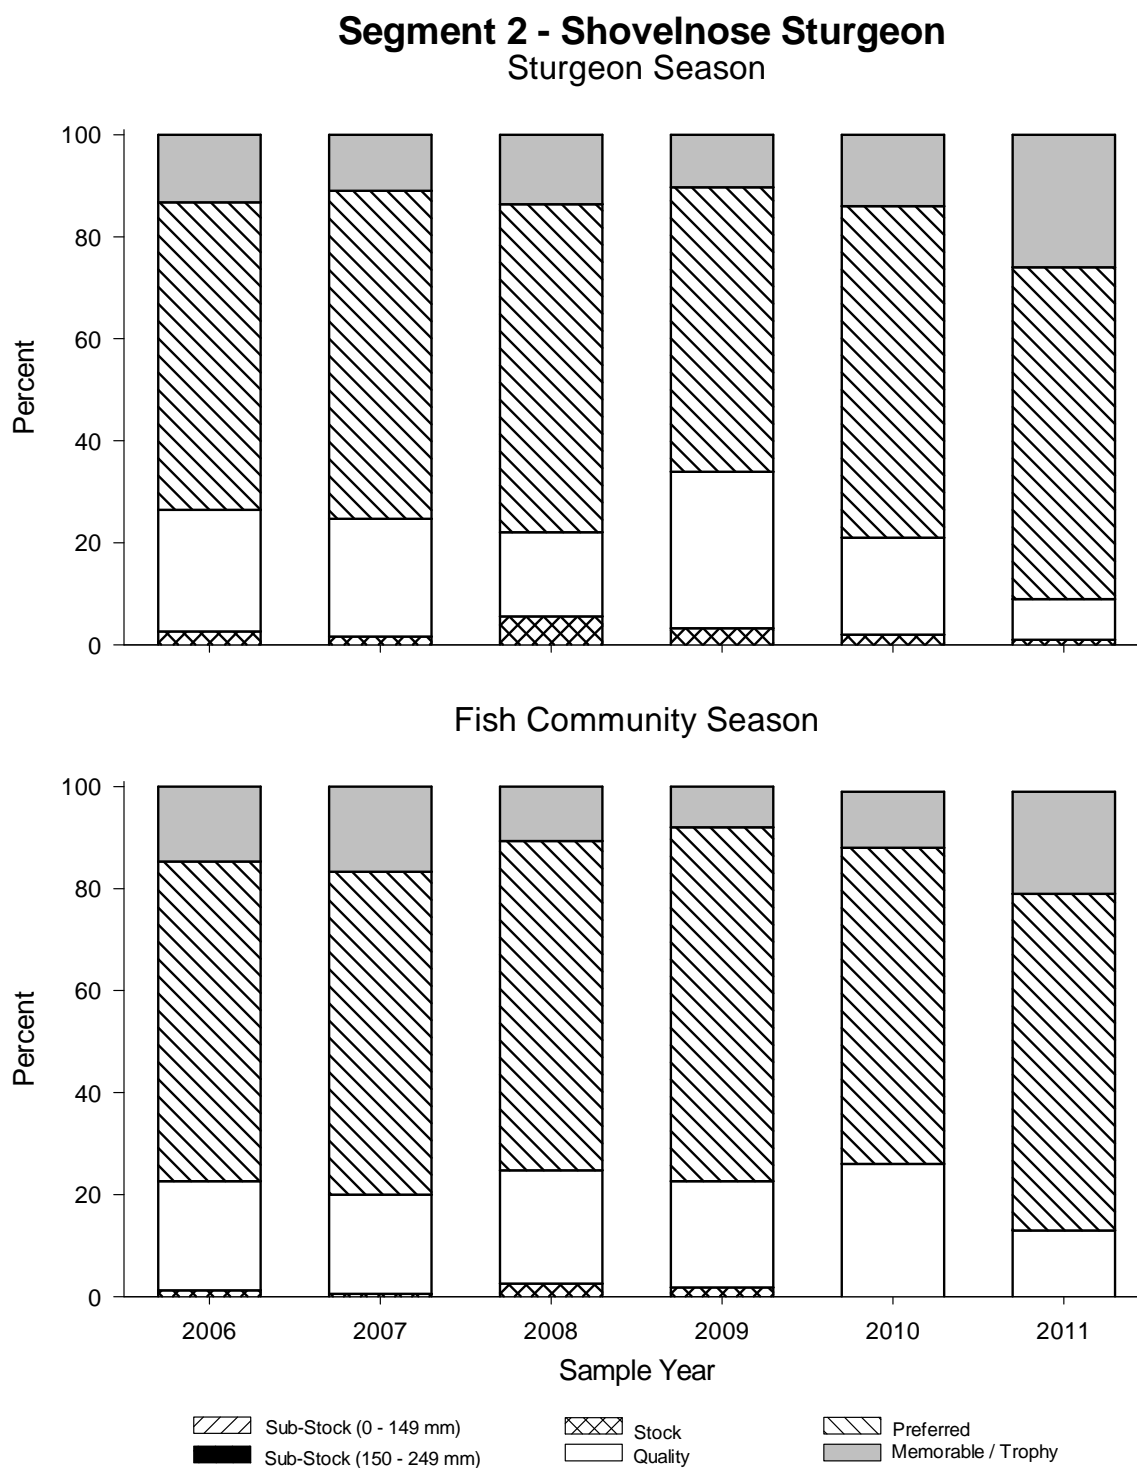 Segment 2 - Shovelnose Sturgeon
Sturgeon Season
100
80
60
40
20
0
Percent
Fish Community Season
100
80
60
40
20
0
Percent
2006 2007 2008 2009 2010 2011
Sample Year
Sub-Stock (0 - 149 mm) Stock Preferred
Sub-Stock (150 - 249 mm) Quality Memorable / Trophy